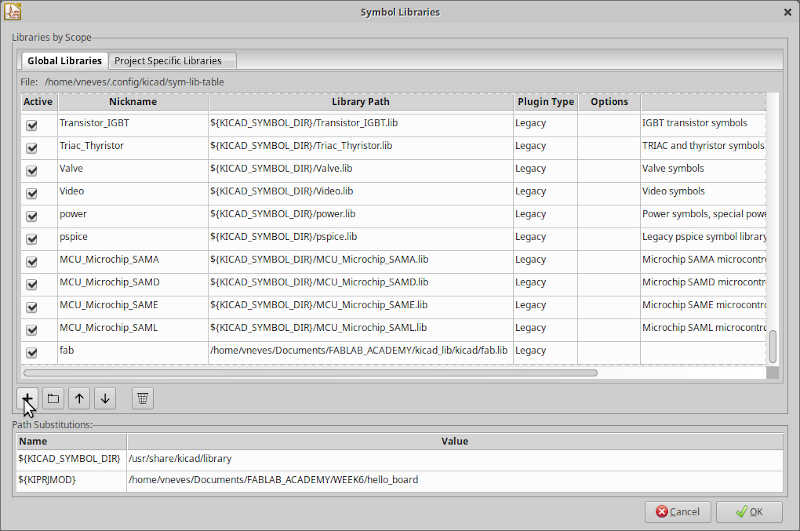 Symbol Libraries
Libraries by Scope
Global Libraries Project Specific Libraries
File: /home/vneves/.config/kicad/sym-lib-table
Active Nickname Library Path Plugin Type Options
Transistor_IGBT ${KICAD_SYMBOL_DIR}/Transistor_IGBT.lib Legacy IGBT transistor symbols
Triac_Thyristor ${KICAD_SYMBOL_DIR}/Triac_Thyristor.lib Legacy TRIAC and thyristor symbols
Valve ${KICAD_SYMBOL_DIR}/Valve.lib Legacy Valve symbols
Video ${KICAD_SYMBOL_DIR}/Video.lib Legacy Video symbols
power ${KICAD_SYMBOL_DIR}/power.lib Legacy Power symbols, special powe
pspice ${KICAD_SYMBOL_DIR}/pspice.lib Legacy Legacy pspice symbol library
MCU_Microchip_SAMA ${KICAD_SYMBOL_DIR}/MCU_Microchip_SAMA.lib Legacy Microchip SAMA microcontro
MCU_Microchip_SAMD ${KICAD_SYMBOL_DIR}/MCU_Microchip_SAMD.lib Legacy Microchip SAMD microcontro
MCU_Microchip_SAME ${KICAD_SYMBOL_DIR}/MCU_Microchip_SAME.lib Legacy Microchip SAME microcontro
MCU_Microchip_SAML ${KICAD_SYMBOL_DIR}/MCU_Microchip_SAML.lib Legacy Microchip SAML microcontro
fab /home/vneves/Documents/FABLAB_ACADEMY/kicad_lib/kicad/fab.lib Legacy
Path Substitutions:
Name Value
${KICAD_SYMBOL_DIR} /usr/share/kicad/library
${KIPRJMOD} /home/vneves/Documents/FABLAB_ACADEMY/WEEK6/hello_board
Cancel OK